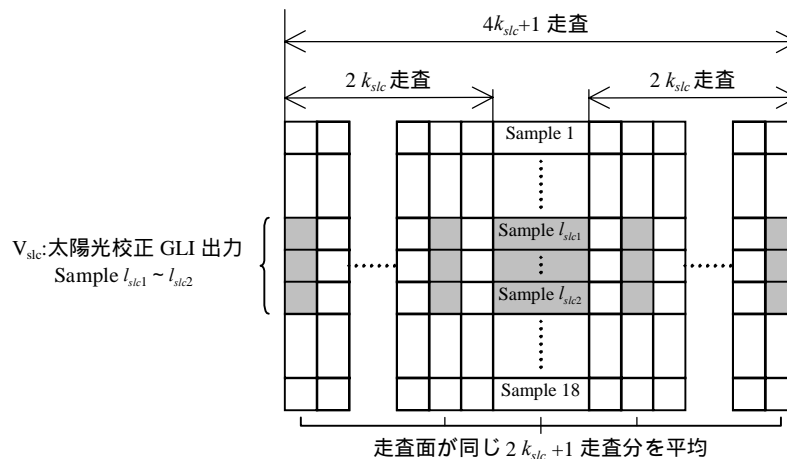 4k_slc+1 走査
2 k_slc 走査
2 k_slc 走査
Sample 1
V_slc:太陽光校正 GLI 出力
Sample l_slc1 ~ l_slc2
Sample l_slc1
Sample l_slc2
Sample 18
走査面が同じ 2 k_slc +1 走査分を平均